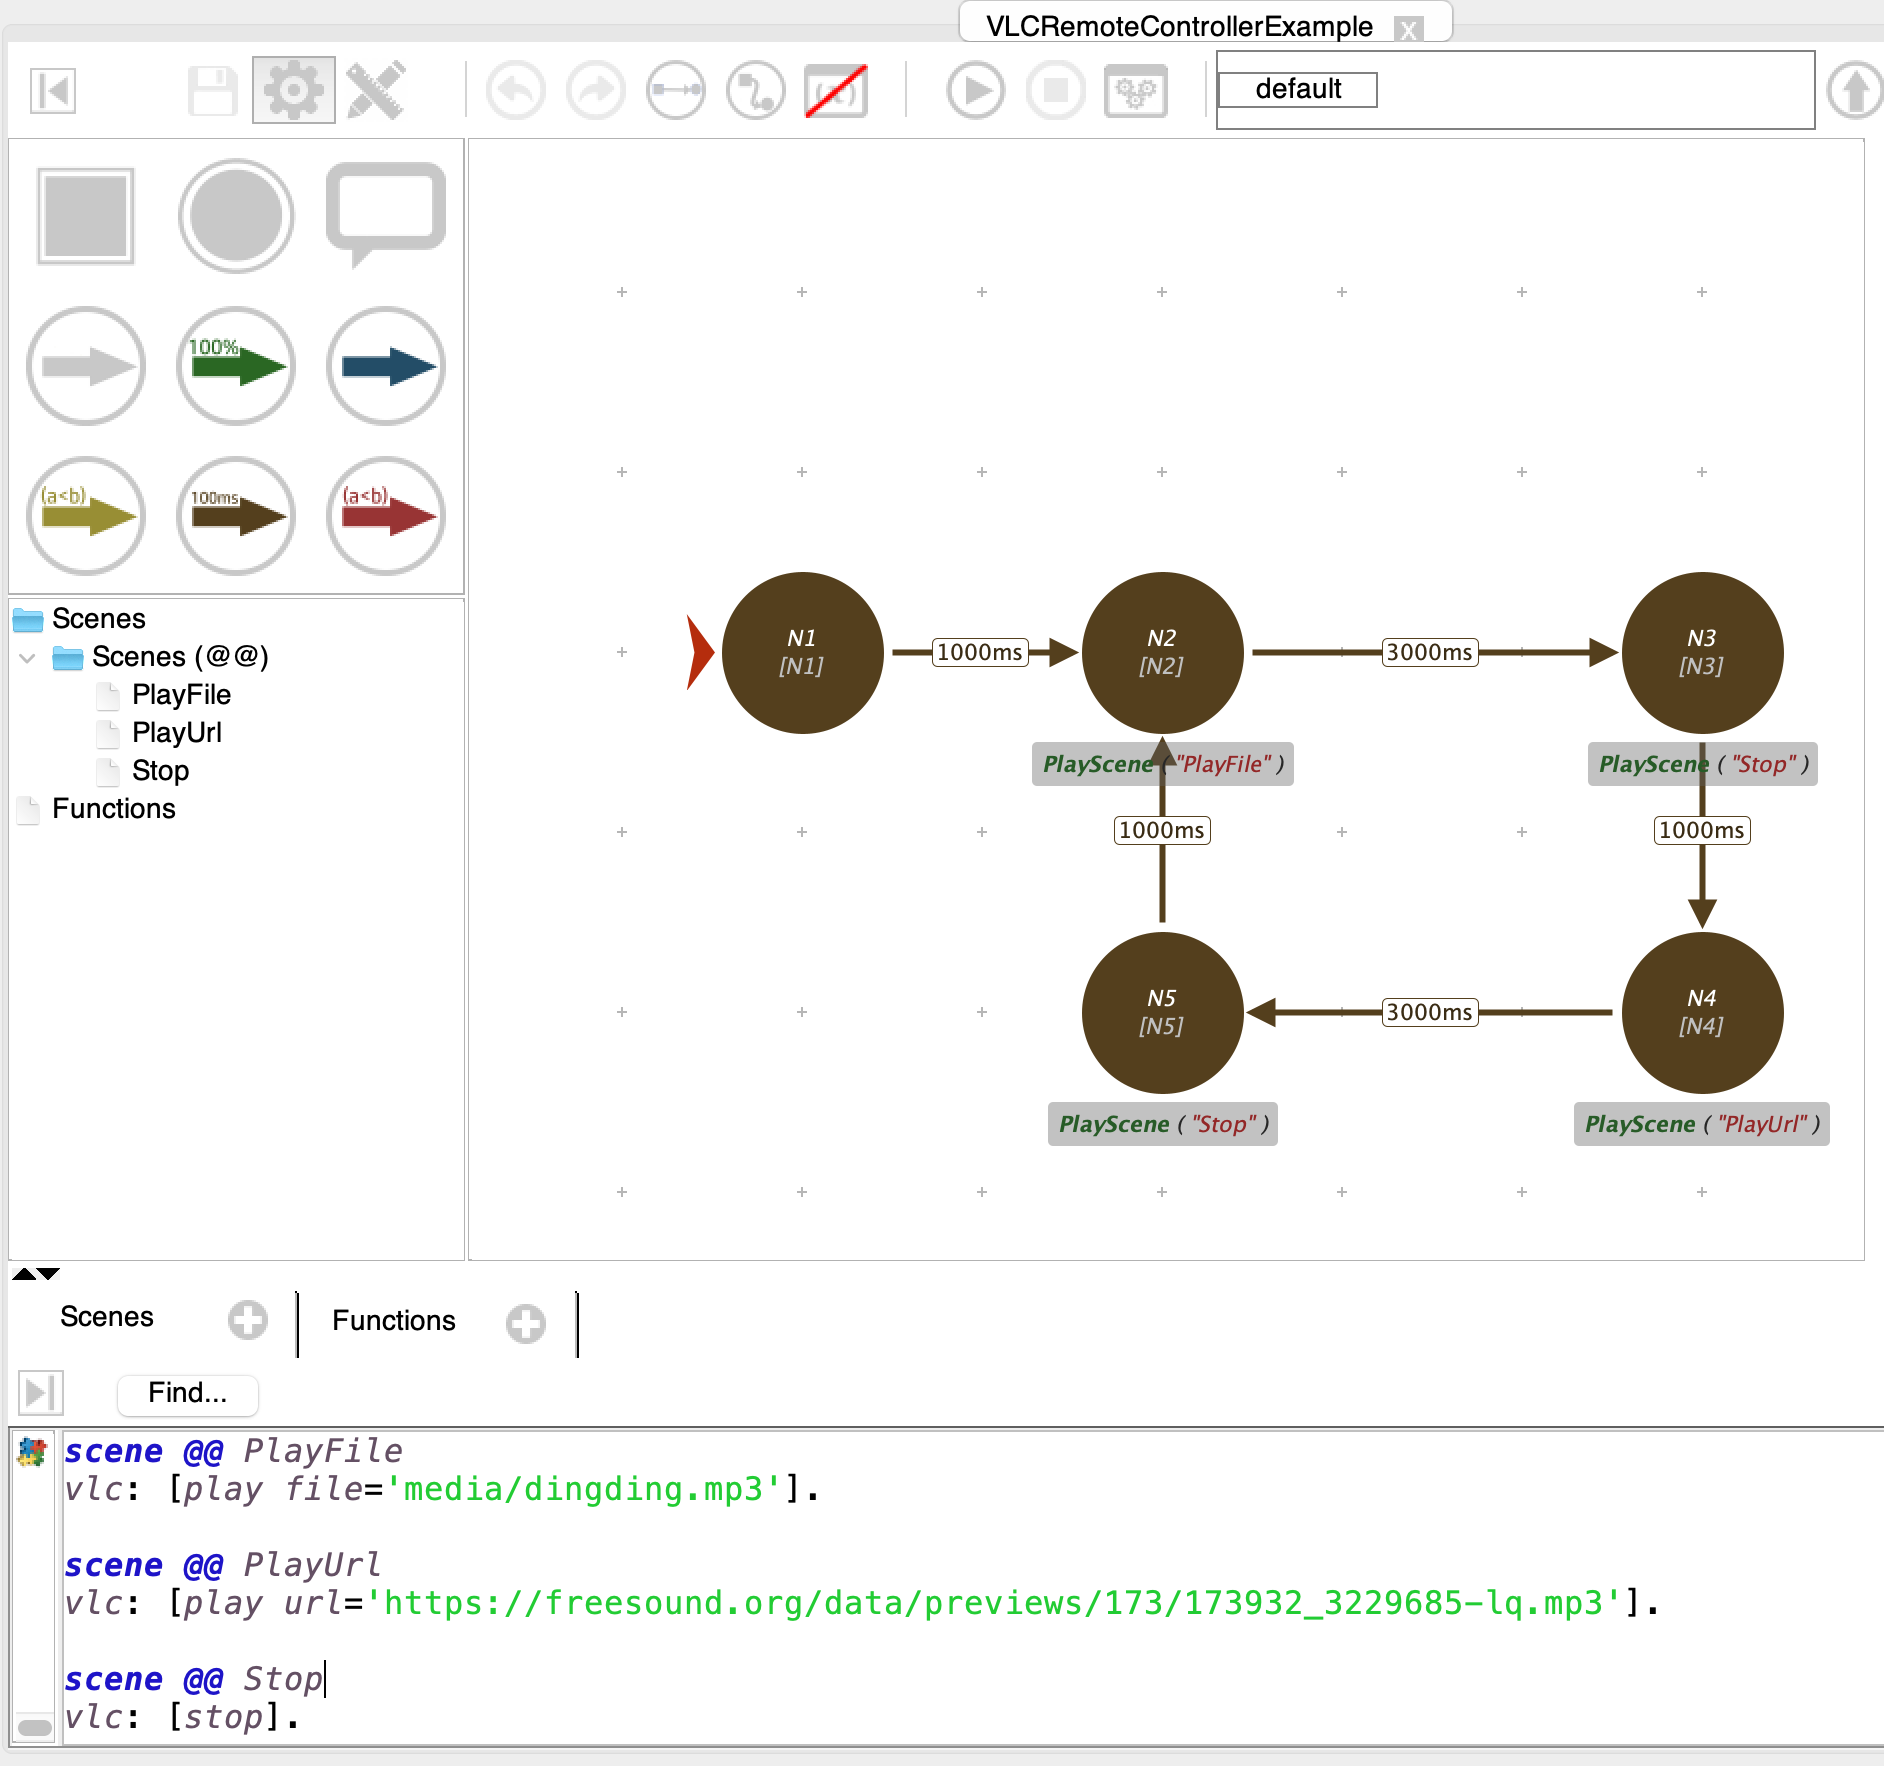 VLCRemoteControllerExample X
default
100%
(a<b) 100ms (a<b)
Scenes
Scenes (@@)
PlayFile
PlayUrl
Stop
Functions
N1
[N1]
1000ms
N2
[N2]
3000ms
N3
[N3]
PlayScene ( "PlayFile" )
PlayScene ( "Stop" )
1000ms
1000ms
N5
[N5]
3000ms
N4
[N4]
PlayScene ( "Stop" )
PlayScene ( "PlayUrl" )
Scenes
Functions
Find...
scene @@ PlayFile
vlc: [play file='media/dingding.mp3'].
scene @@ PlayUrl
vlc: [play url='https://freesound.org/data/previews/173/173932_3229685-lq.mp3'].
scene @@ Stop
vlc: [stop].